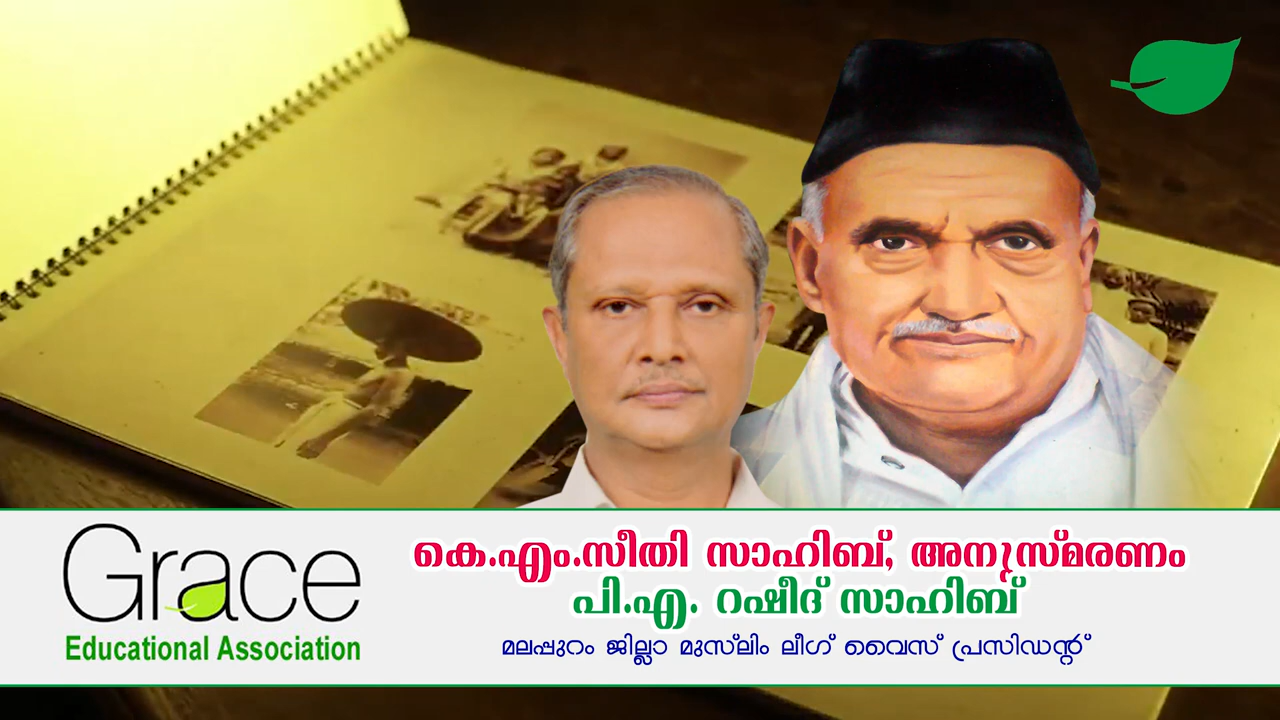 Grace
Educational Association
കെ.എം.സീതി സാഹിബ്, അനുസ്മരണം
പി.എ. റഷീദ് സാഹിബ്
മലപ്പുറം ജില്ലാ മുസ്‌ലിം ലീഗ് വൈസ് പ്രസിഡന്റ്